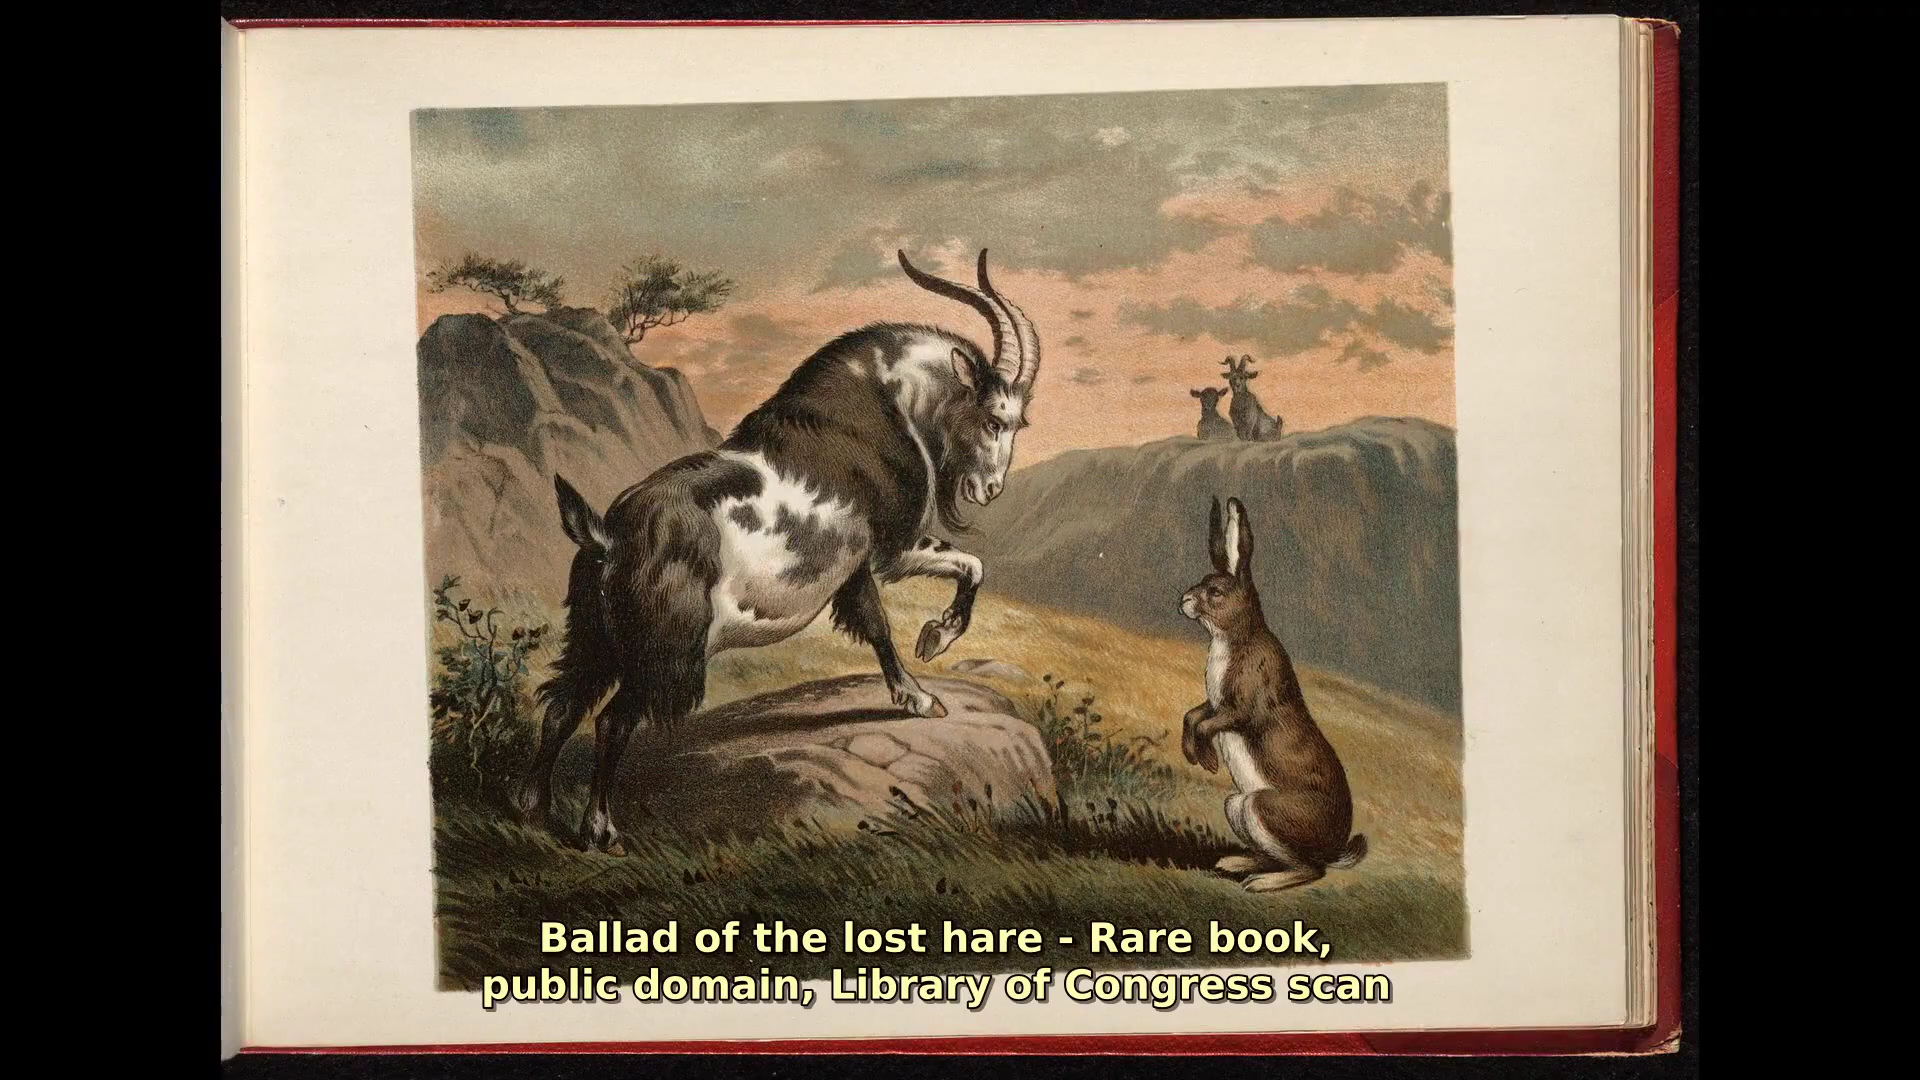 Ballad of the lost hare - Rare book,
public domain, Library of Congress scan